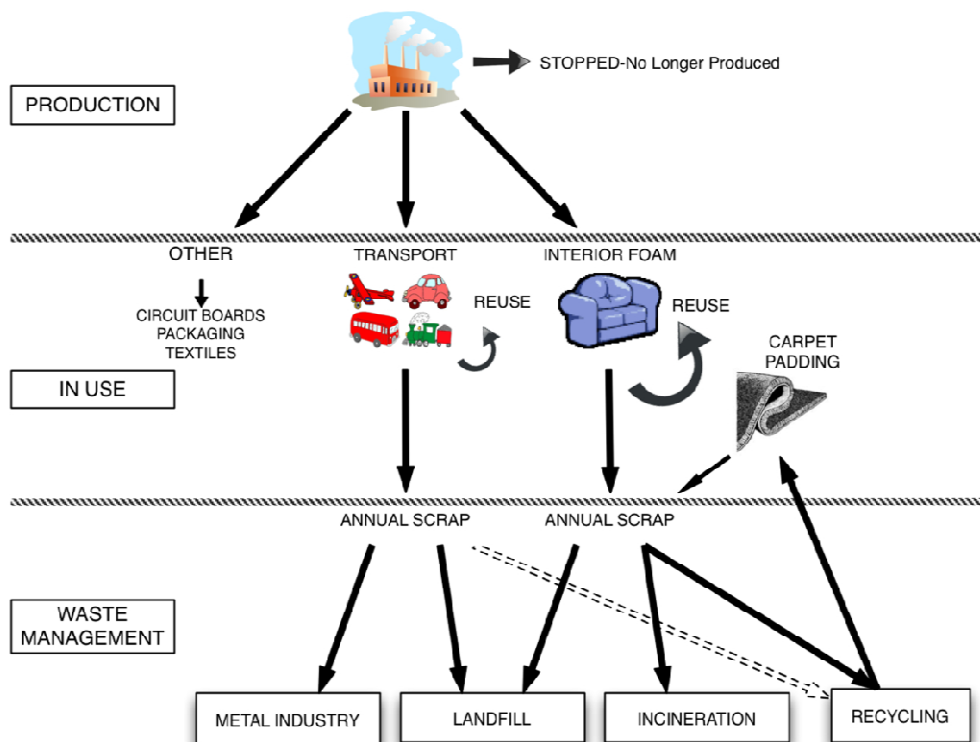 STOPPED-No Longer Produced
PRODUCTION
OTHER
TRANSPORT
INTERIOR FOAM
CIRCUIT BOARDS
PACKAGING
TEXTILES
REUSE
REUSE
CARPET
PADDING
IN USE
ANNUAL SCRAP
ANNUAL SCRAP
WASTE
MANAGEMENT
METAL INDUSTRY
LANDFILL
INCINERATION
RECYCLING